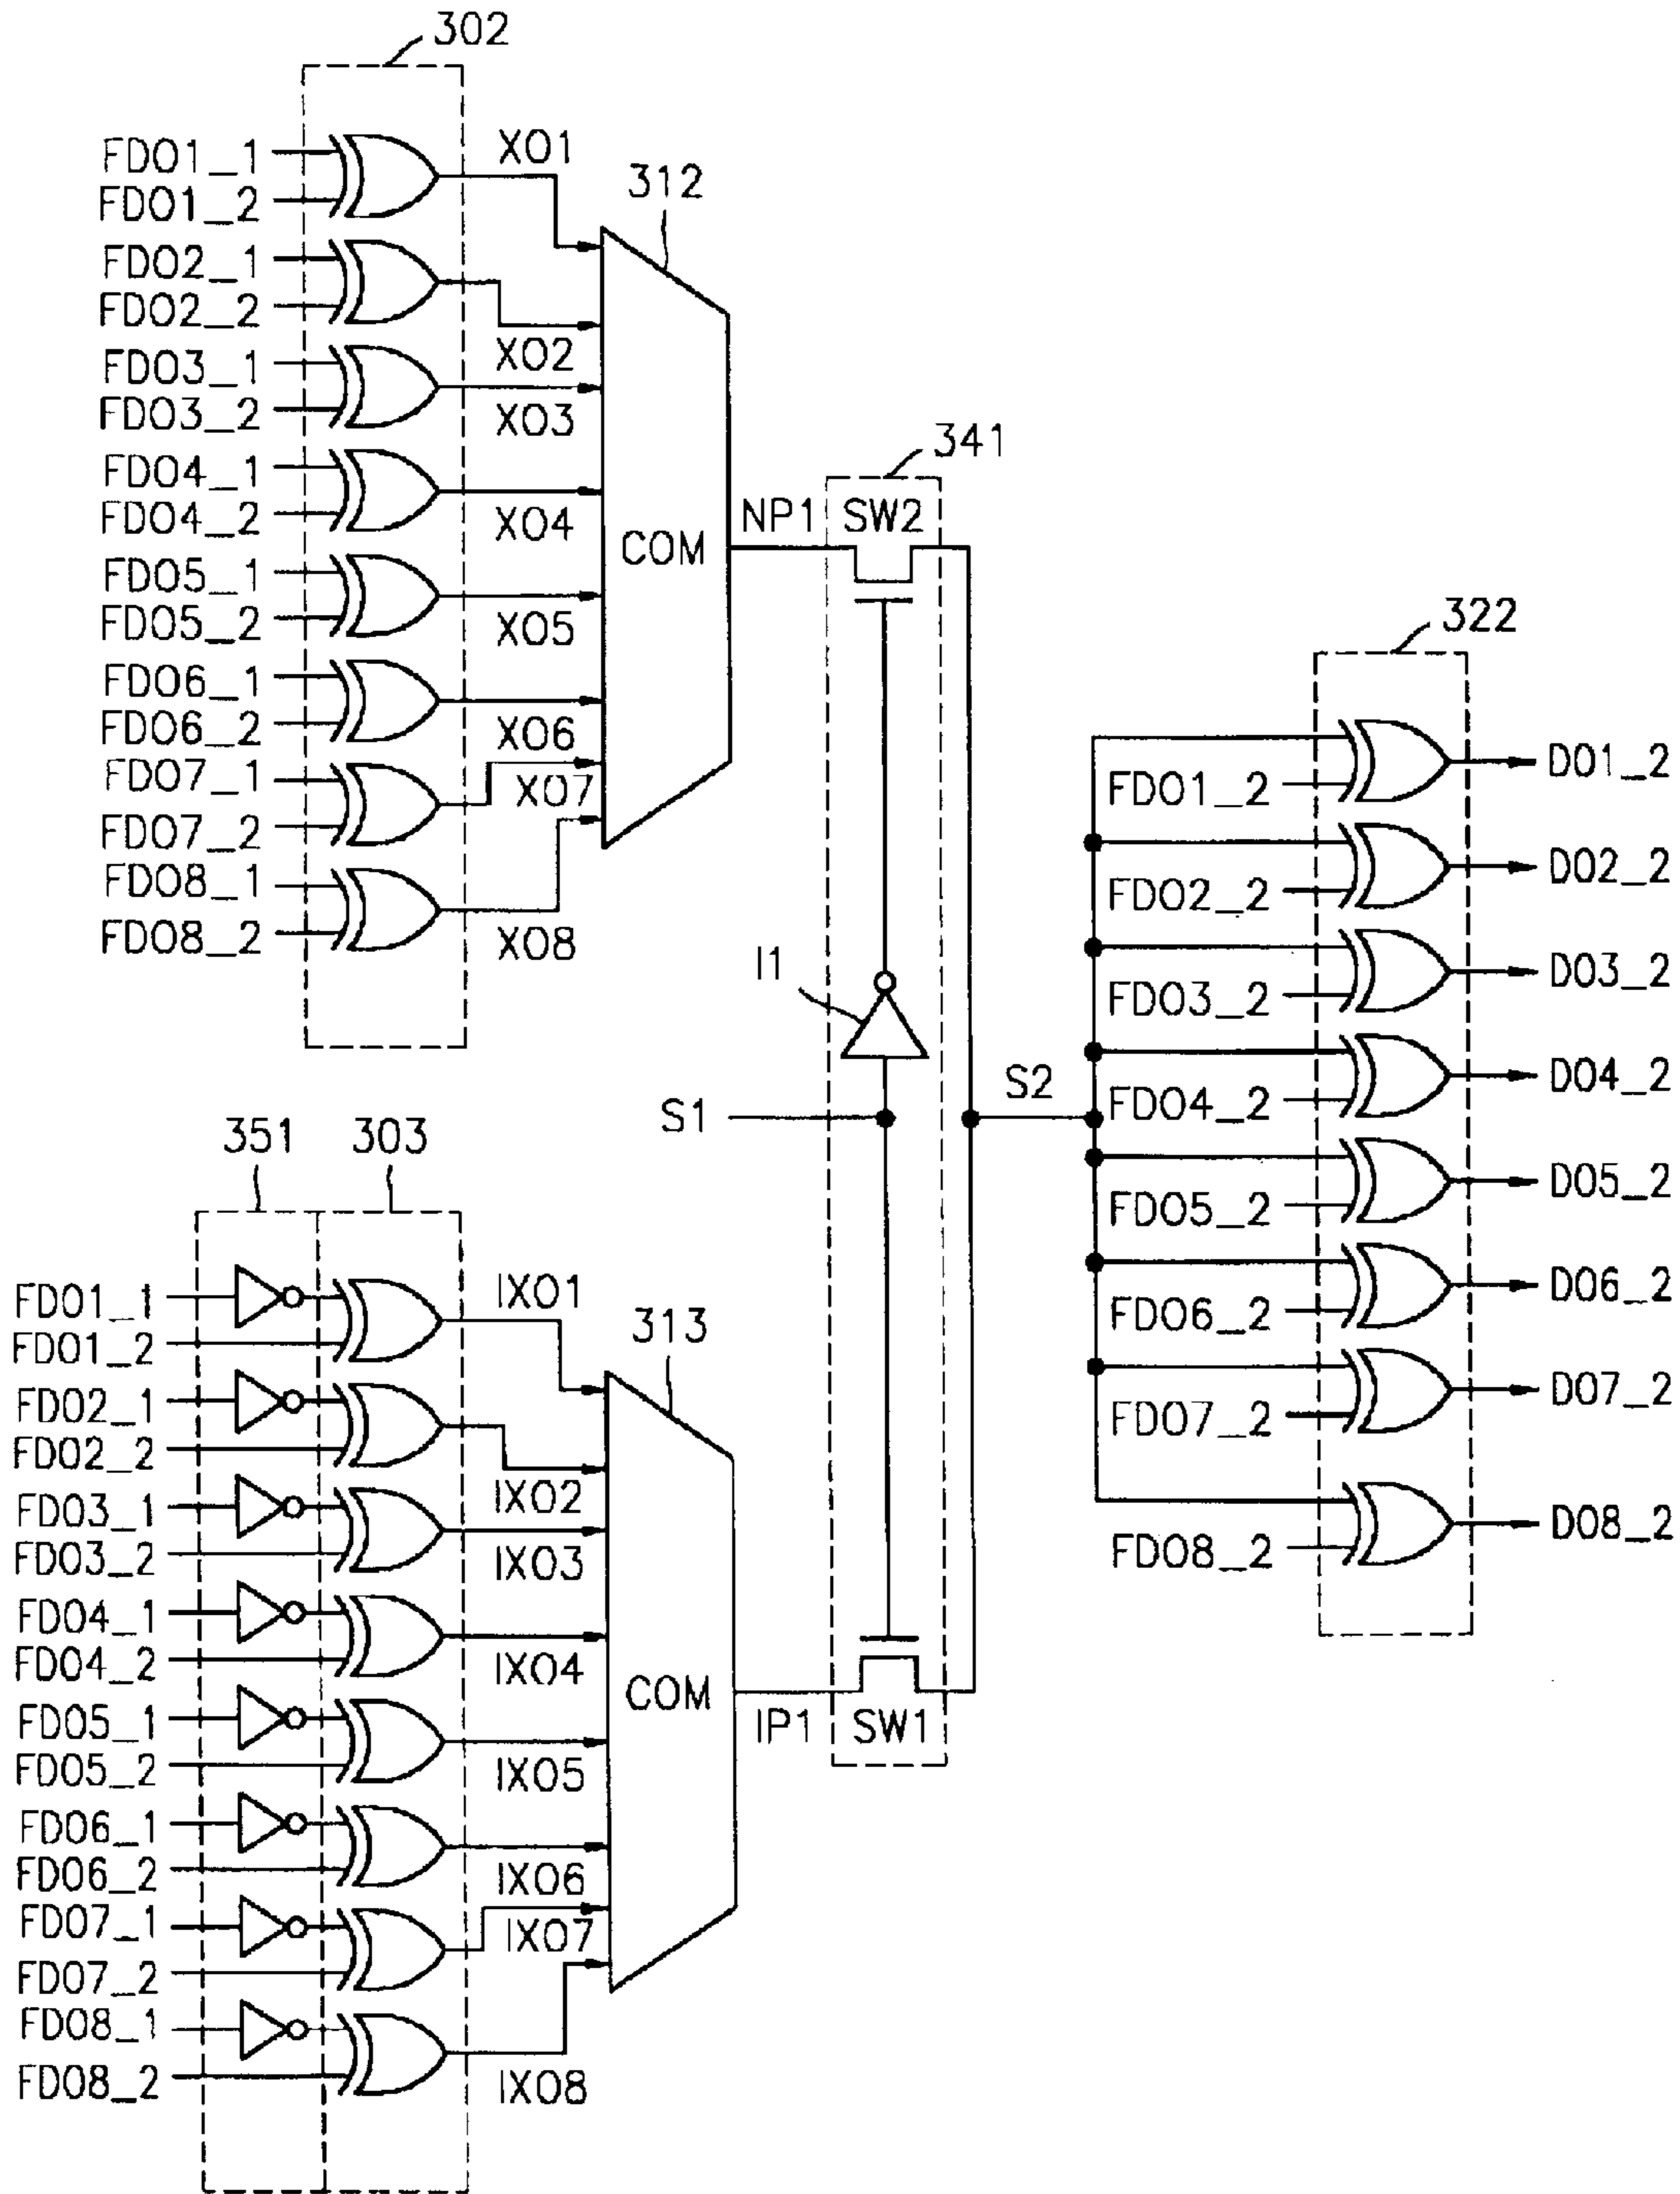 302
FDO1_1
FDO1_2
XO1
312
FDO2_1
FDO2_2
XO2
FDO3_1
FDO3_2
XO3
341
FDO4_1
FDO4_2
XO4
COM
NP1
SW2
FDO5_1
FDO5_2
XO5
322
FDO6_1
FDO6_2
XO6
FDO7_1
FDO7_2
XO7
FDO8_1
FDO8_2
XO8
I1
S1
S2
FDO1_2
DO1_2
FDO2_2
DO2_2
FDO3_2
DO3_2
FDO4_2
DO4_2
FDO5_2
DO5_2
FDO6_2
DO6_2
FDO7_2
DO7_2
FDO8_2
DO8_2
351
303
FDO1_1
FDO1_2
IXO1
313
FDO2_1
FDO2_2
IXO2
FDO3_1
FDO3_2
IXO3
FDO4_1
FDO4_2
IXO4
COM
IP1
SW1
FDO5_1
FDO5_2
IXO5
FDO6_1
FDO6_2
IXO6
FDO7_1
FDO7_2
IXO7
FDO8_1
FDO8_2
IXO8